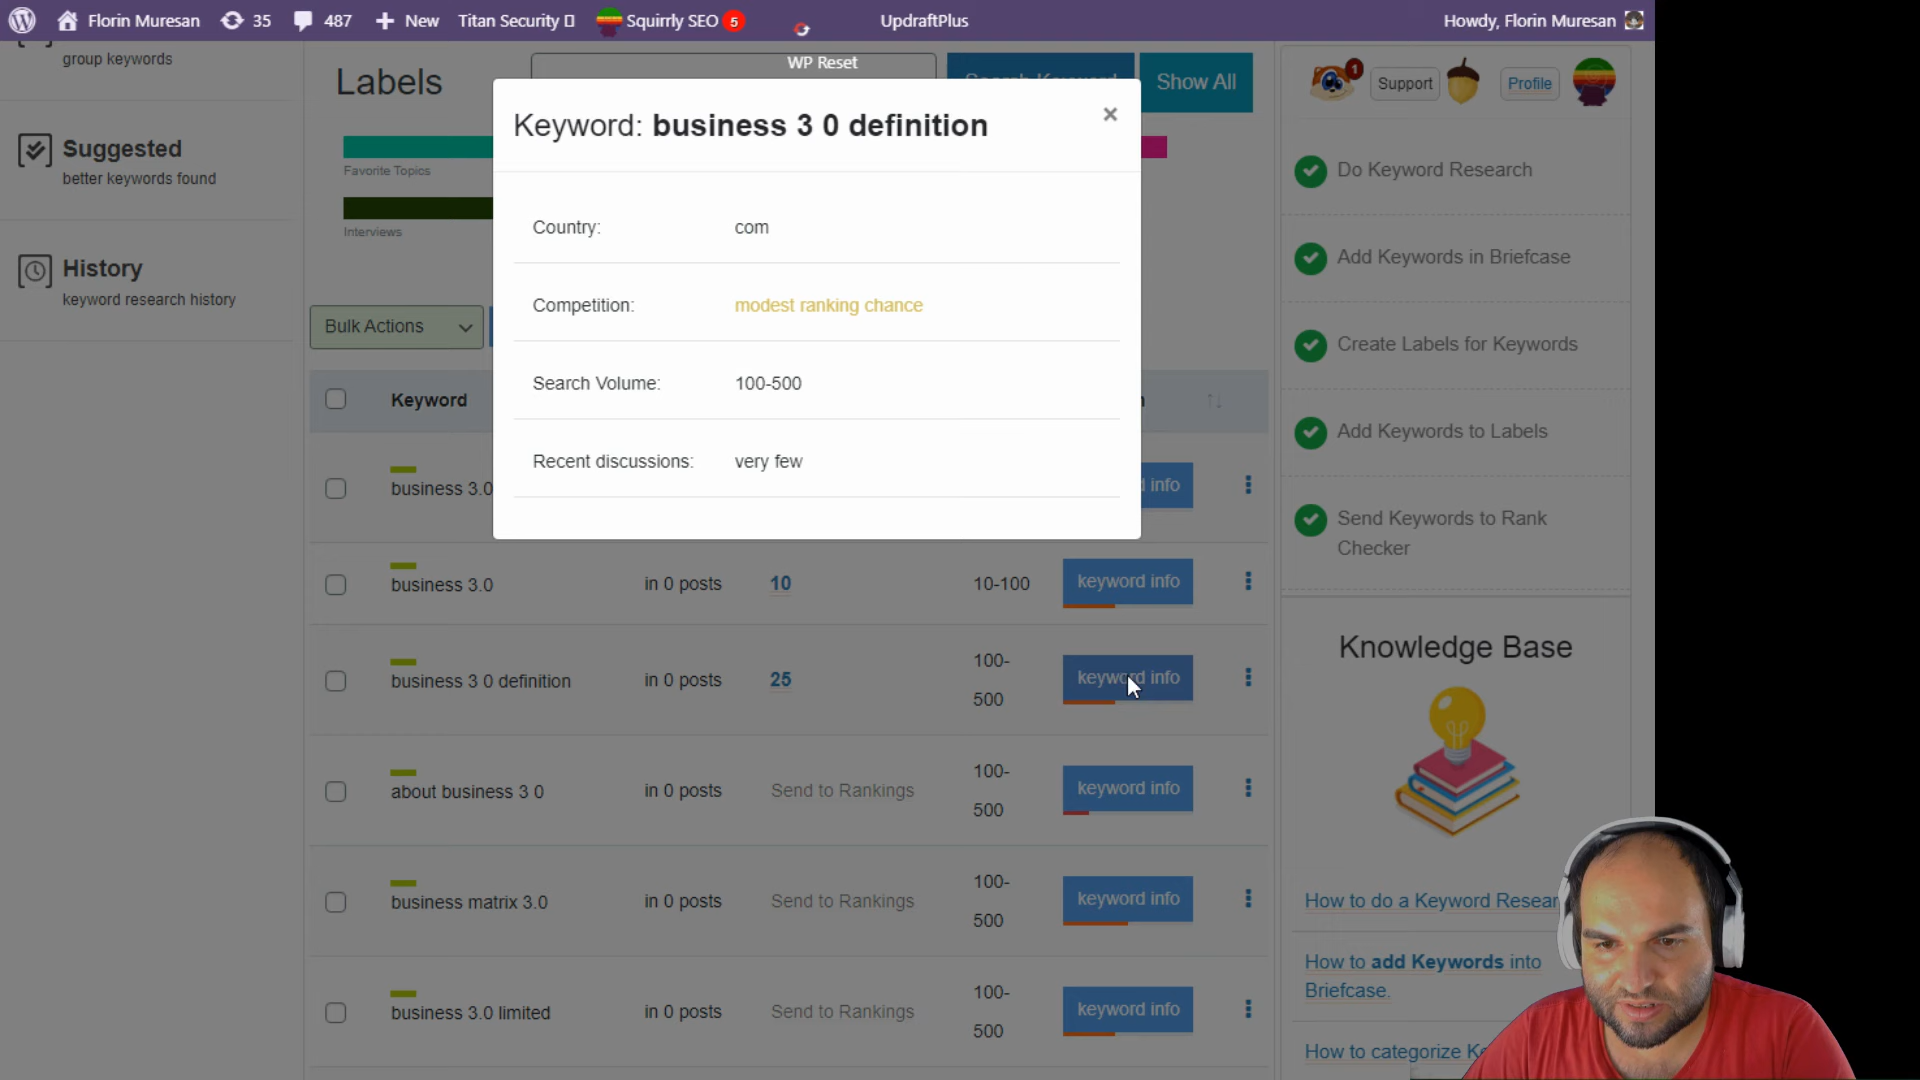 Florin Muresan 35 487 New Titan Security Squirrly SEO 5 UpdraftPlus Howdy, Florin Muresan
WP Reset
group keywords
Suggested
better keywords found
History
keyword research history
Labels
Show All
Favorite Topics
Interviews
Bulk Actions
Keyword: business 3 0 definition ×
Country: com
Competition: modest ranking chance
Search Volume: 100-500
Recent discussions: very few
Keyword
business 3.0 info
business 3.0 in 0 posts 10 10-100 keyword info
business 3 0 definition in 0 posts 25 100-
500 keyword info
about business 3 0 in 0 posts Send to Rankings 100-
500 keyword info
business matrix 3.0 in 0 posts Send to Rankings 100-
500 keyword info
business 3.0 limited in 0 posts Send to Rankings 100-
500 keyword info
1 Support Profile
Do Keyword Research
Add Keywords in Briefcase
Create Labels for Keywords
Add Keywords to Labels
Send Keywords to Rank
Checker
Knowledge Base
How to do a Keyword
How to add Keywords into
Briefcase.
How to categorize